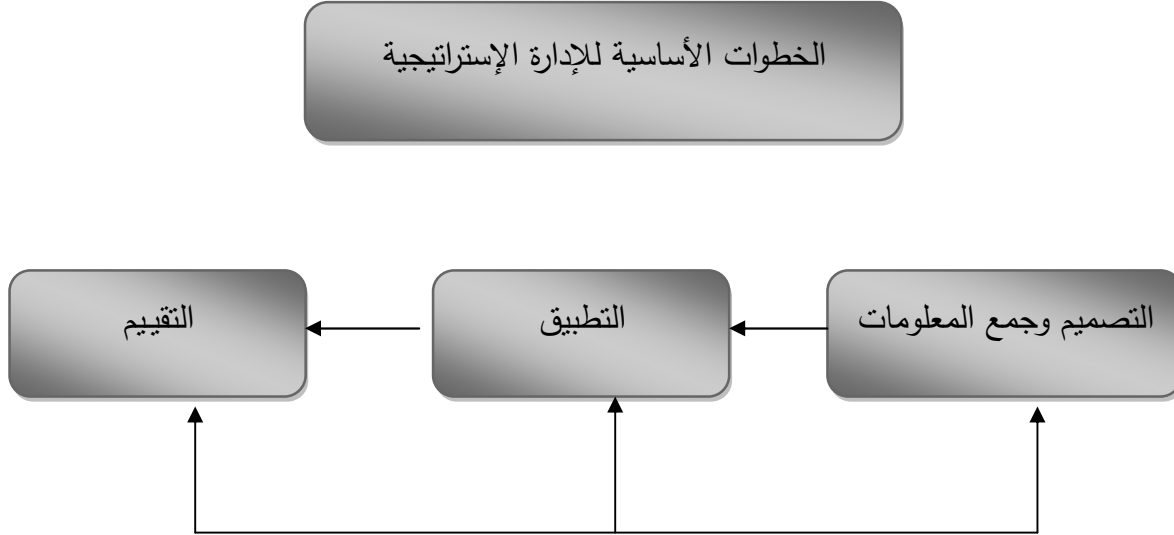 الخطوات الأساسية للإدارة الإستراتيجية
التصميم وجمع المعلومات
التطبيق
التقييم